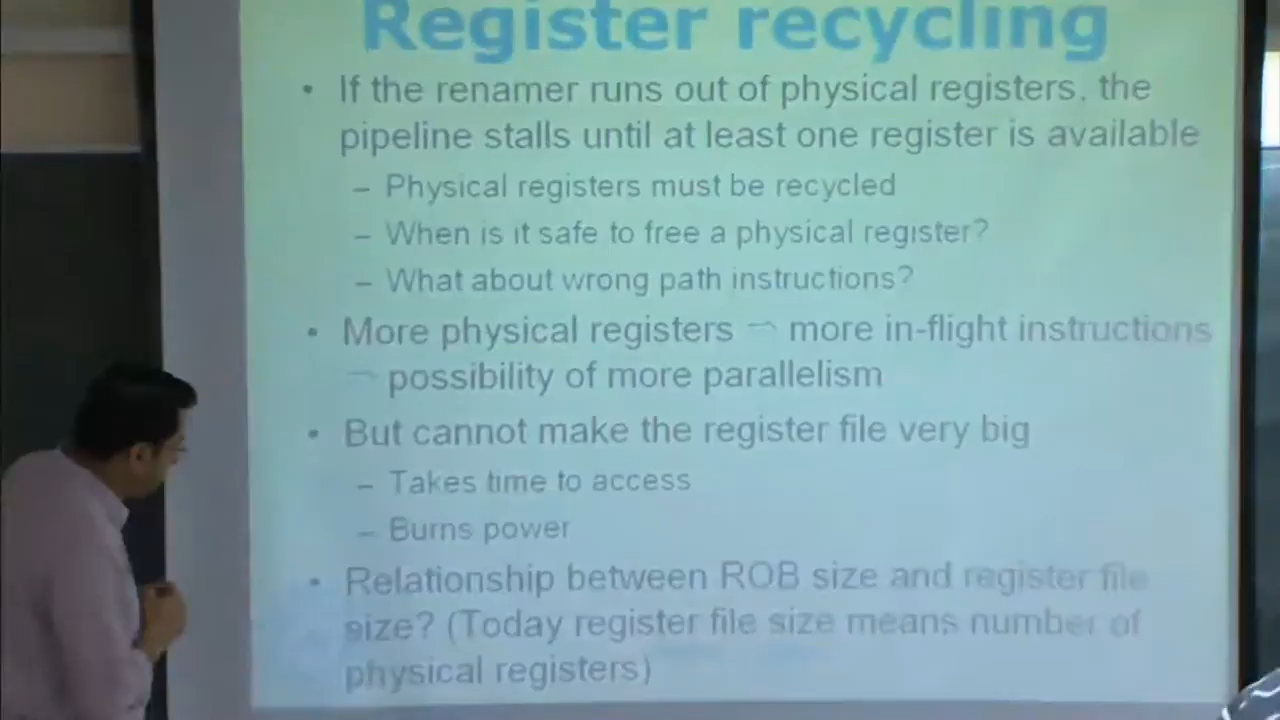 Register recycling
• If the renamer runs out of physical registers, the
pipeline stalls until at least one register is available
– Physical registers must be recycled
– When is it safe to free a physical register?
– What about wrong path instructions?
• More physical registers → more in-flight instructions
→ possibility of more parallelism
• But cannot make the register file very big
– Takes time to access
– Burns power
• Relationship between ROB size and register file
size? (Today register file size means number of
physical registers)